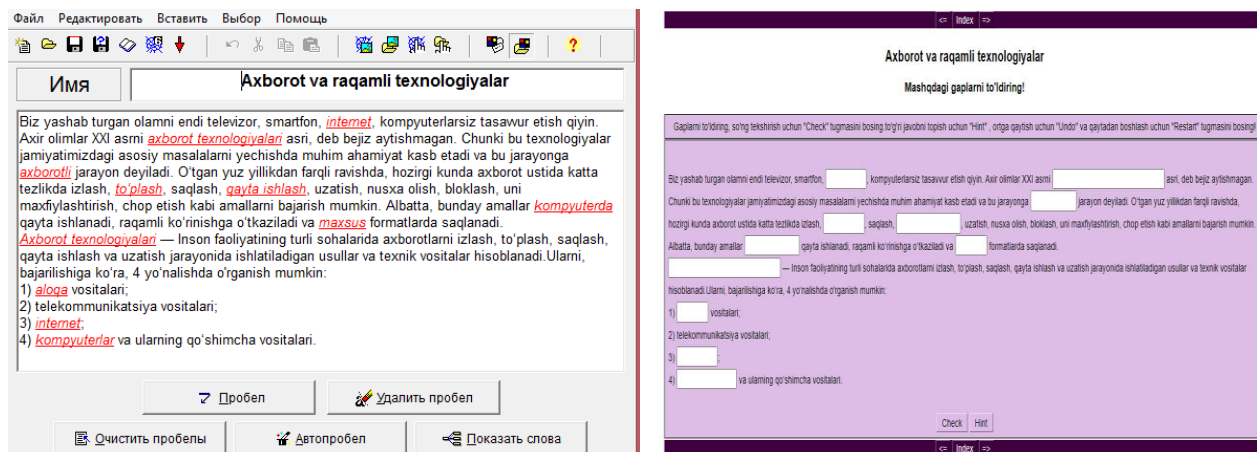 Файл Редактировать Вставить Выбор Помощь
?
Имя
Axborot va raqamli texnologiyalar
Biz yashab turgan olamni endi televizor, smartfon, internet, kompyuterlarsiz tasavvur etish qiyin.
Axir olimlar XXI asrni axborot texnologiyalari asri, deb bejiz aytishmagan. Chunki bu texnologiyalar
jamiyatimizdagi asosiy masalalarni yechishda muhim ahamiyat kasb etadi va bu jarayonga
axborotli jarayon deyiladi. O‘tgan yuz yillikdan farqli ravishda, hozirgi kunda axborot ustida katta
tezlikda izlash, to‘plash, saqlash, qayta ishlash, uzatish, nusxa olish, bloklash, uni
maxfiylashtirish, chop etish kabi amallarni bajarish mumkin. Albatta, bunday amallar kompyuterda
qayta ishlanadi, raqamli ko‘rinishga o‘tkaziladi va maxsus formatlarda saqlanadi.
Axborot texnologiyalari — Inson faoliyatining turli sohalarida axborotlarni izlash, to‘plash, saqlash,
qayta ishlash va uzatish jarayonida ishlatiladigan usullar va texnik vositalar hisoblanadi.Ularni,
bajarilishiga ko‘ra, 4 yo‘nalishda o‘rganish mumkin:
1) aloqa vositalari;
2) telekommunikatsiya vositalari;
3) internet;
4) kompyuterlar va ularning qo‘shimcha vositalari.
Пробел Удалить пробел
Очистить пробелы Автопробел Показать слова
<= Index =>
Axborot va raqamli texnologiyalar
Mashqdagi gaplarni to'ldiring!
Gaplarni to'ldiring, so'ng tekshirish uchun "Check" tugmasini bosing.to'g'ri javobni topish uchun "Hint" , ortga qaytish uchun "Undo" va qaytadan boshlash uchun "Restart" tugmasini bosing!
Biz yashab turgan olamni endi televizor, smartfon, , kompyuterlarsiz tasavvur etish qiyin. Axir olimlar XXI asrni asri, deb bejiz aytishmagan.
Chunki bu texnologiyalar jamiyatimizdagi asosiy masalalarni yechishda muhim ahamiyat kasb etadi va bu jarayonga jarayon deyiladi. O‘tgan yuz yillikdan farqli ravishda,
hozirgi kunda axborot ustida katta tezlikda izlash, , saqlash, , uzatish, nusxa olish, bloklash, uni maxfiylashtirish, chop etish kabi amallarni bajarish mumkin.
Albatta, bunday amallar qayta ishlanadi, raqamli ko‘rinishga o‘tkaziladi va formatlarda saqlanadi.
— Inson faoliyatining turli sohalarida axborotlarni izlash, to‘plash, saqlash, qayta ishlash va uzatish jarayonida ishlatiladigan usullar va texnik vositalar
hisoblanadi.Ularni, bajarilishiga ko‘ra, 4 yo‘nalishda o‘rganish mumkin:
1) vositalari;
2) telekommunikatsiya vositalari;
3) ;
4) va ularning qo‘shimcha vositalari.
Check Hint
<= Index =>